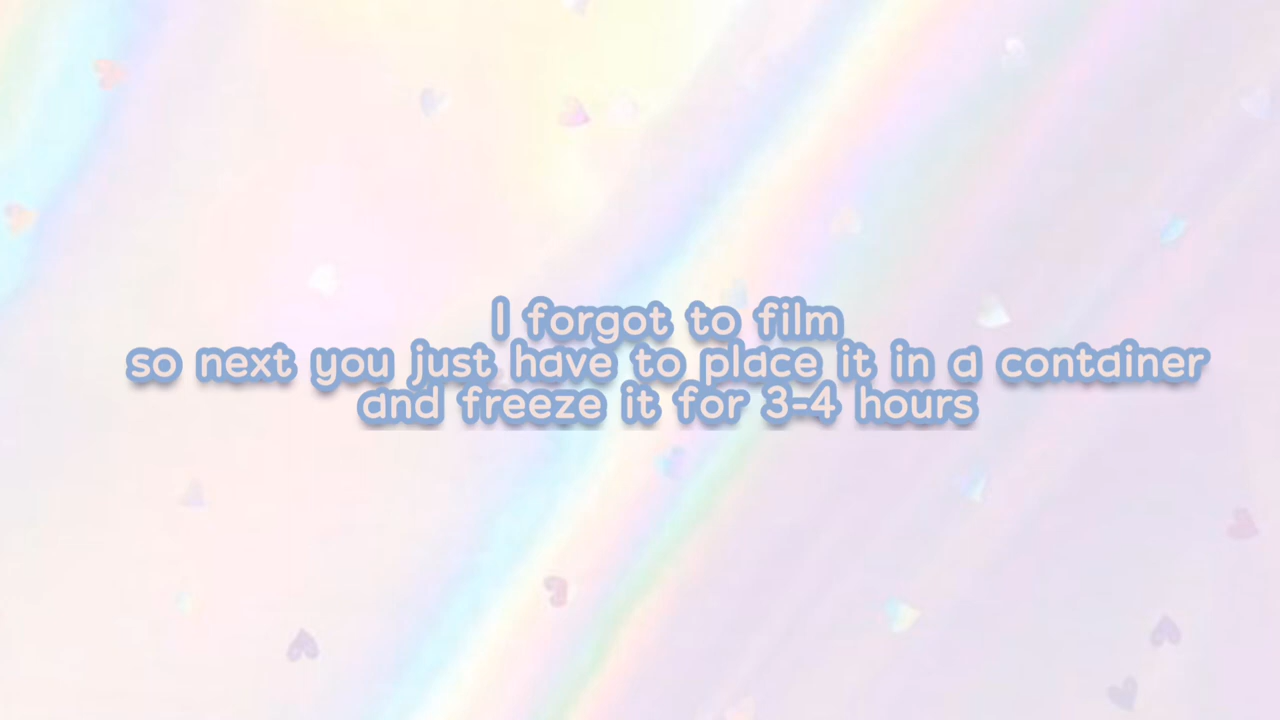 I forgot to film
so next you just have to place it in a container
and freeze it for 3-4 hours